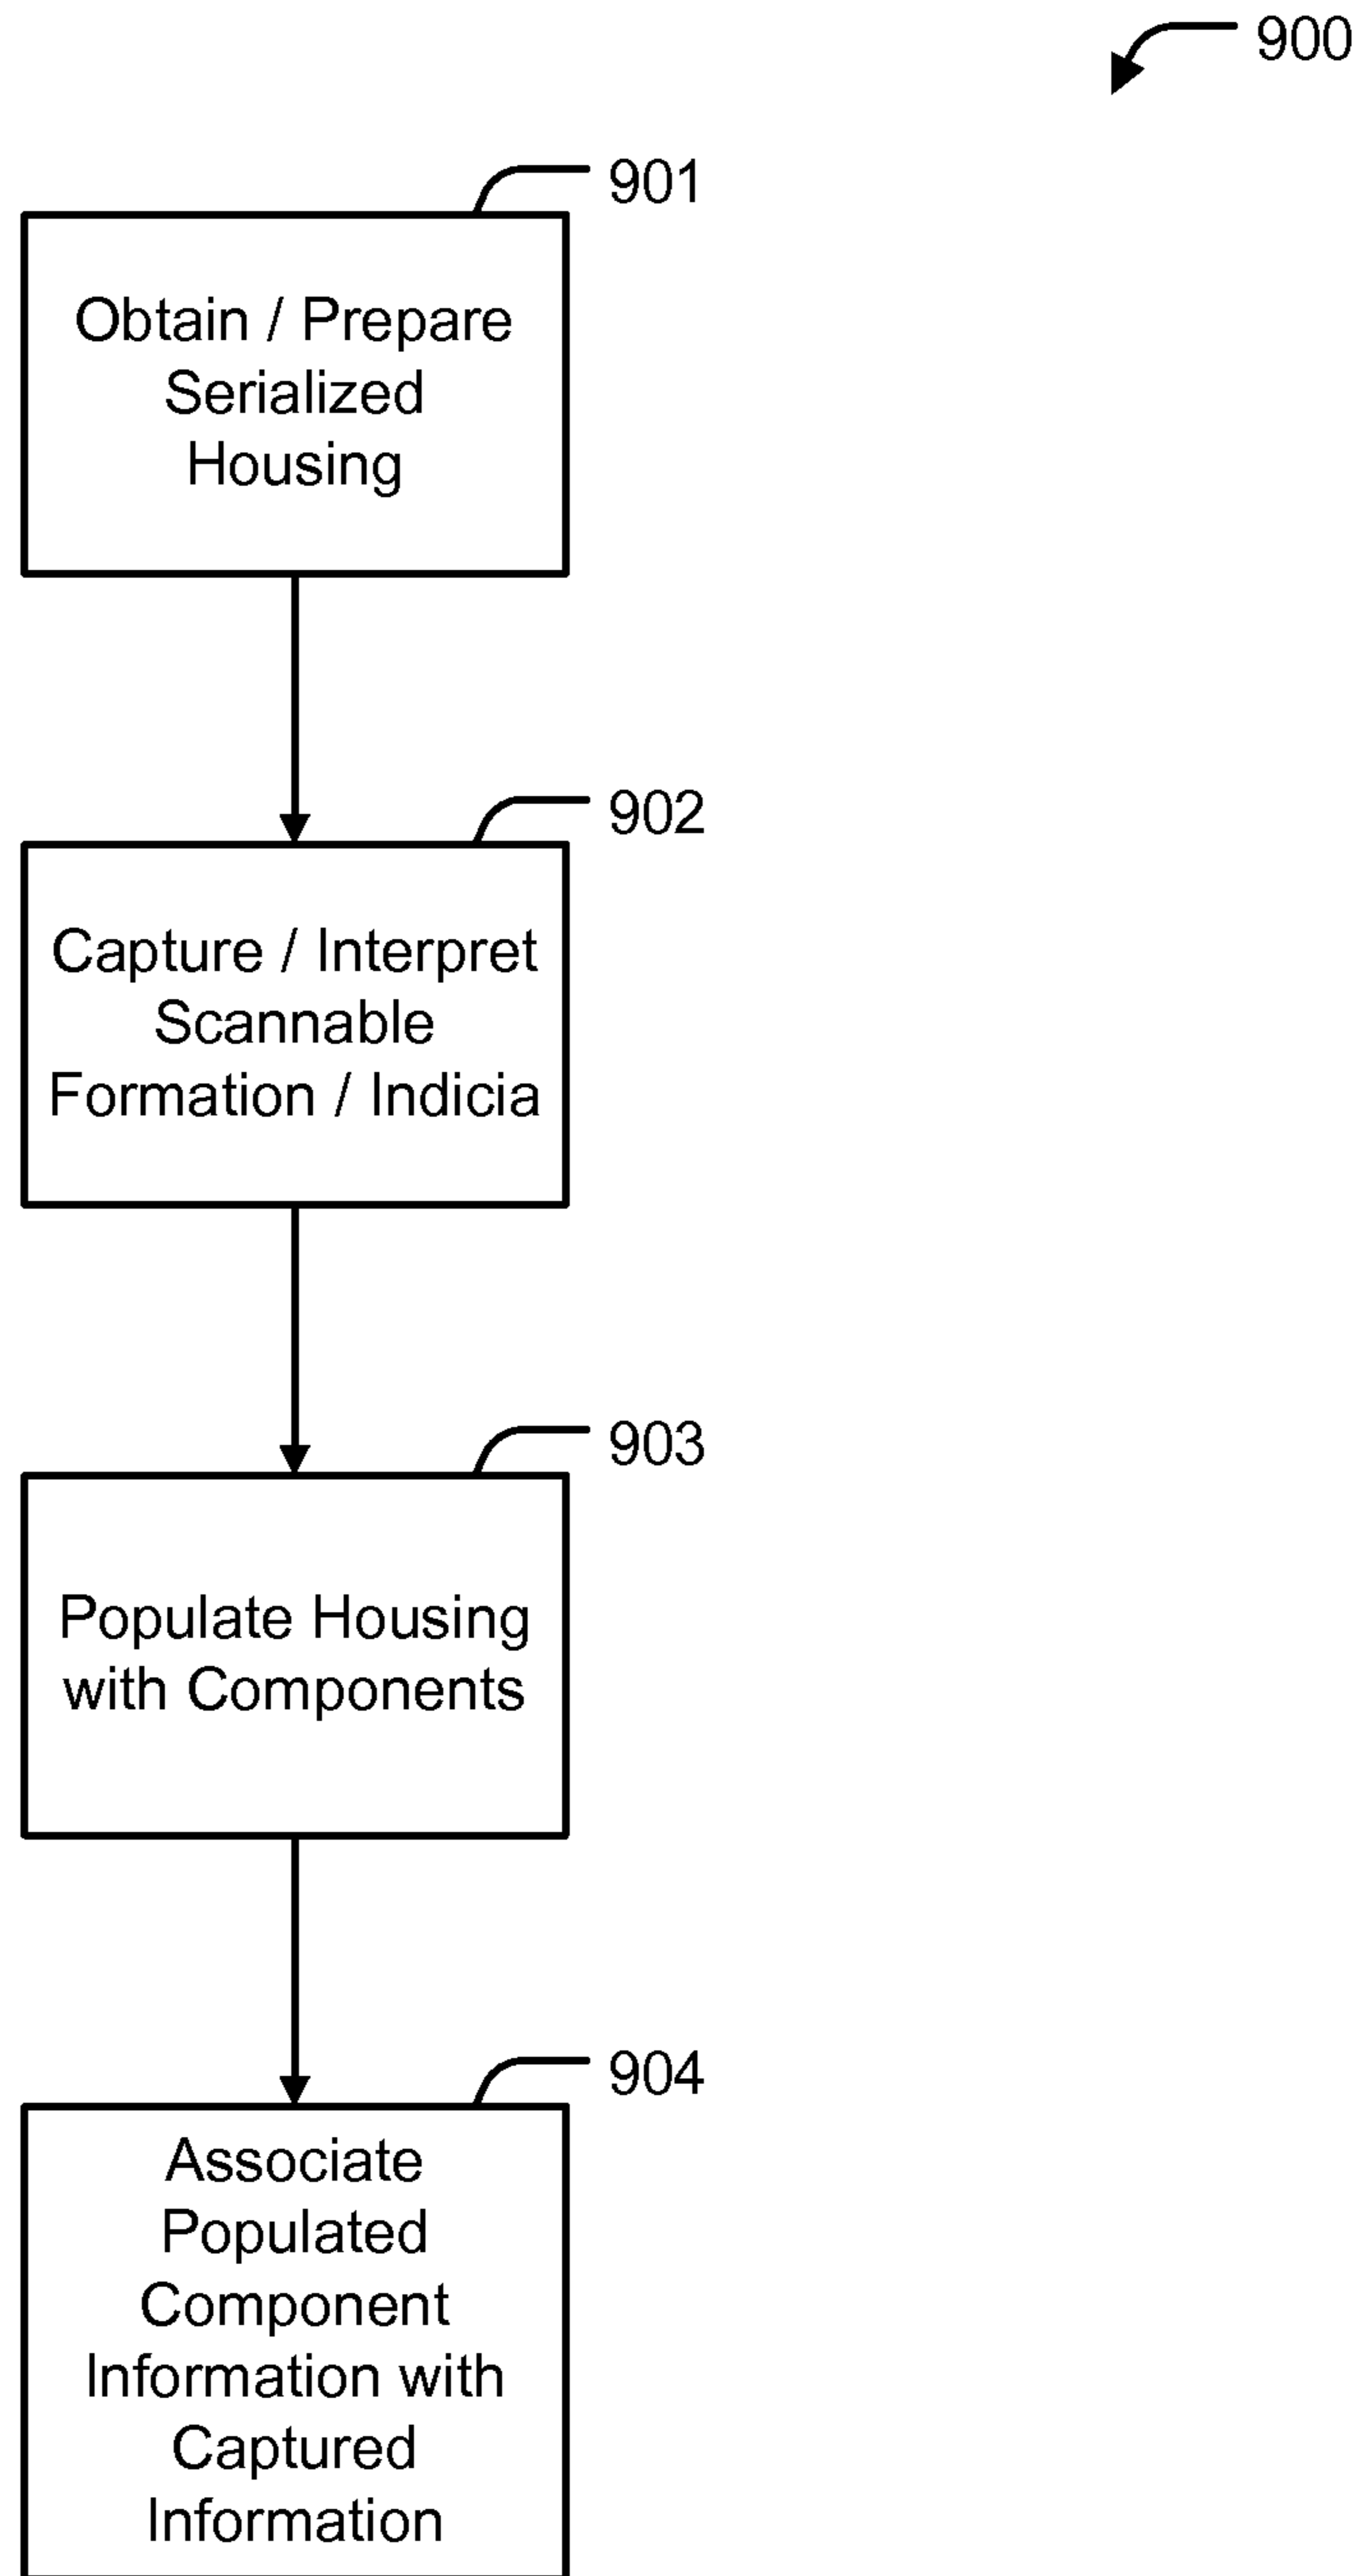 900
901
Obtain / Prepare
Serialized
Housing
902
Capture / Interpret
Scannable
Formation / Indicia
903
Populate Housing
with Components
904
Associate
Populated
Component
Information with
Captured
Information